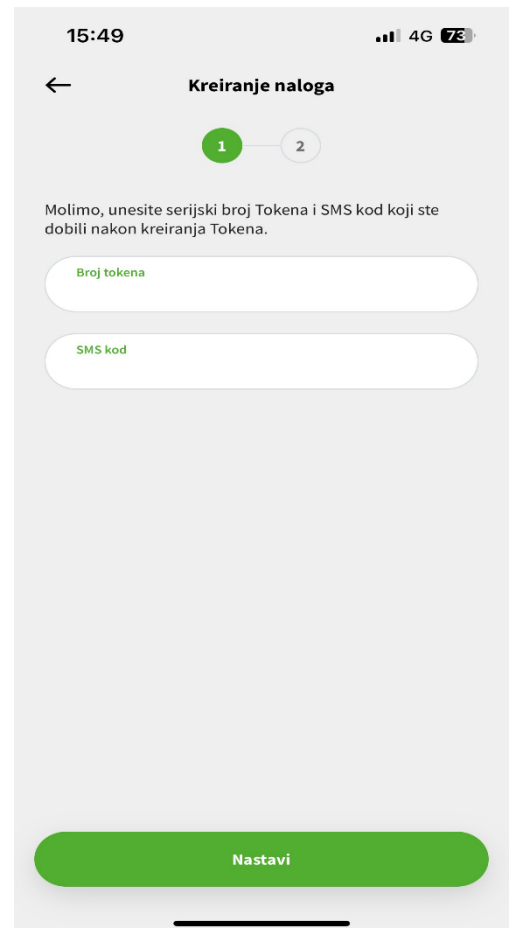 15:49
4G 73
Kreiranje naloga
1
2
Molimo, unesite serijski broj Tokena i SMS kod koji ste
dobili nakon kreiranja Tokena.
Broj tokena
SMS kod
Nastavi